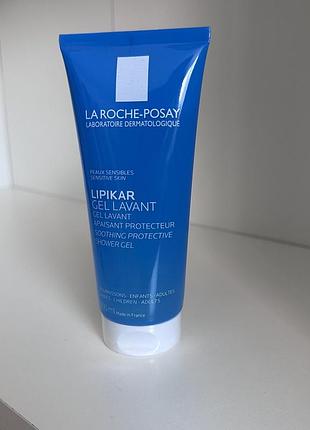 LA ROCHE-POSAY
LABORATOIRE DERMATOLOGIQUE
PEAUX SENSIBLES
SENSITIVE SKIN
LIPIKAR
GEL LAVANT
GEL LAVANT
APAISANT PROTECTEUR
SOOTHING PROTECTIVE
SHOWER GEL
ENFANTS - ADULTES
CHILDREN - ADULTS
Made in France